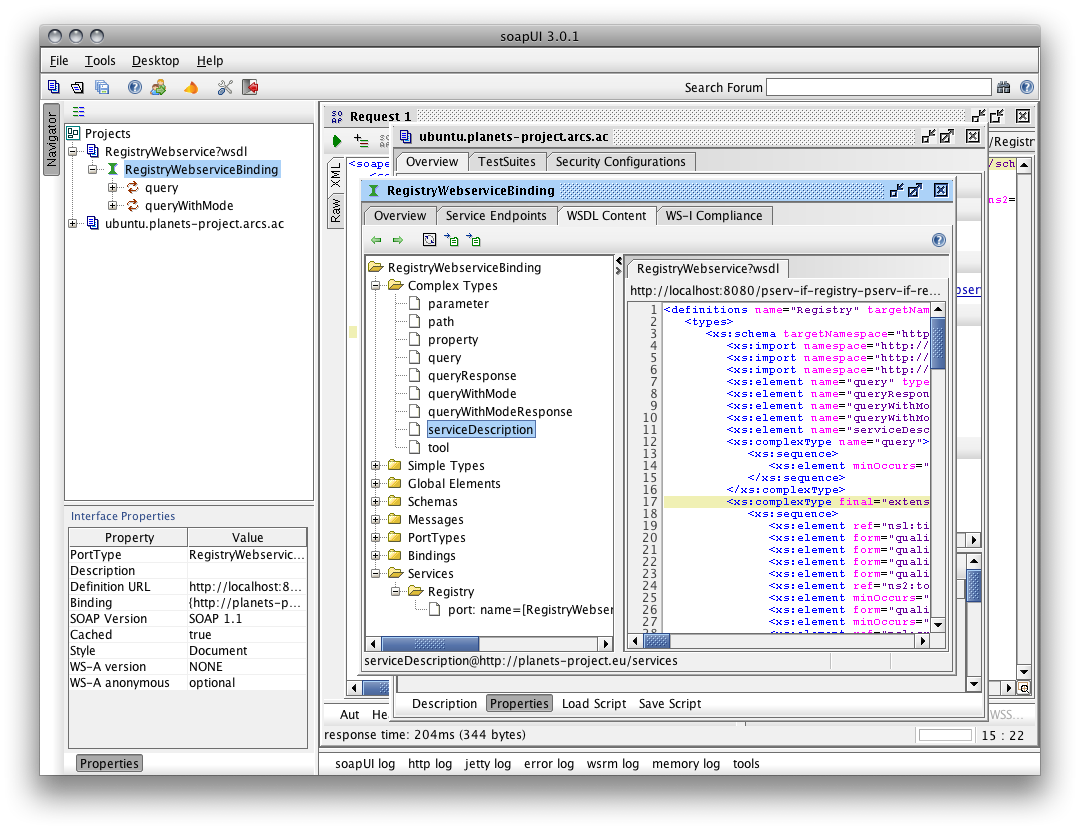 soapUI 3.0.1
File Tools Desktop Help
Search Forum
Navigator
Projects
RegistryWebservice?wsdl
RegistryWebserviceBinding
query
queryWithMode
ubuntu.planets-project.arcs.ac
Interface Properties
Property Value
PortType RegistryWebservic...
Description
Definition URL http://localhost:8...
Binding {http://planets-p...
SOAP Version SOAP 1.1
Cached true
Style Document
WS-A version NONE
WS-A anonymous optional
Properties
Request 1
XML
Raw
<soape
ubuntu.planets-project.arcs.ac
/Registr
Overview TestSuites Security Configurations
/sch
ns2=
pser
RegistryWebserviceBinding
Overview Service Endpoints WSDL Content WS-I Compliance
RegistryWebserviceBinding
Complex Types
parameter
path
property
query
queryResponse
queryWithMode
queryWithModeResponse
serviceDescription
tool
Simple Types
Global Elements
Schemas
Messages
PortTypes
Bindings
Services
Registry
port: name=[RegistryWebser
RegistryWebservice?wsdl
http://localhost:8080/pserv-if-registry-pserv-if-re...
1 <definitions name="Registry" targetNam
2 <types>
3 <xs:schema targetNamespace="http
4 <xs:import namespace="http://
5 <xs:import namespace="http://
6 <xs:import namespace="http://
7 <xs:element name="query" type
8 <xs:element name="queryRespon
9 <xs:element name="queryWithMo
10 <xs:element name="queryWithMo
11 <xs:element name="serviceDesc
12 <xs:complexType name="query">
13 <xs:sequence>
14 <xs:element minOccurs="
15 </xs:sequence>
16 </xs:complexType>
17 <xs:complexType final="extens
18 <xs:sequence>
19 <xs:element ref="ns1:ti
20 <xs:element form="quali
21 <xs:element form="quali
22 <xs:element form="quali
23 <xs:element form="quali
24 <xs:element ref="ns2:to
25 <xs:element minOccurs="
26 <xs:element form="quali
27 <xs:element minOccurs="
serviceDescription@http://planets-project.eu/services
Description Properties Load Script Save Script
Aut He
WSS...
response time: 204ms (344 bytes)
15 : 22
soapUI log http log jetty log error log wsrm log memory log tools